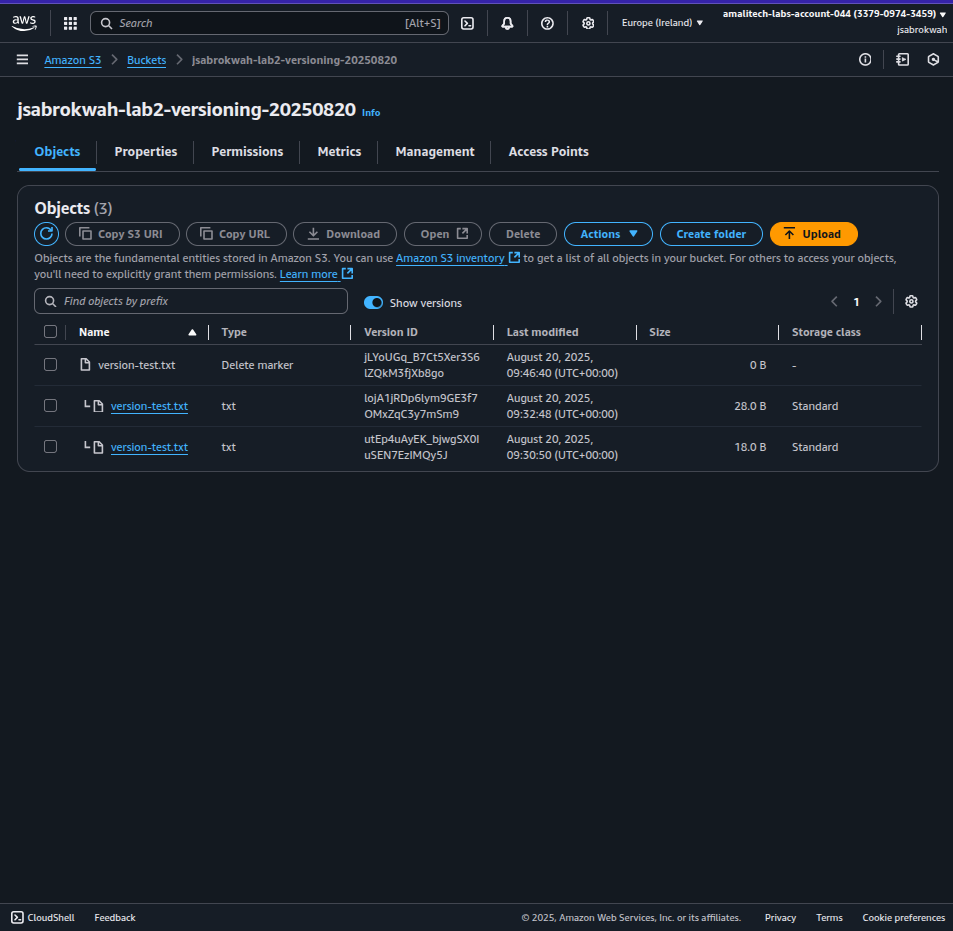 aws
Search [Alt+S]
Europe (Ireland)
amalitech-labs-account-044 (3379-0974-3459)
jsabrokwah
Amazon S3 > Buckets > jsabrokwah-lab2-versioning-20250820
jsabrokwah-lab2-versioning-20250820 Info
Objects Properties Permissions Metrics Management Access Points
Objects (3)
Copy S3 URI Copy URL Download Open Delete Actions Create folder Upload
Objects are the fundamental entities stored in Amazon S3. You can use Amazon S3 inventory to get a list of all objects in your bucket. For others to access your objects,
you'll need to explicitly grant them permissions. Learn more
Find objects by prefix Show versions 1
Name Type Version ID Last modified Size Storage class
version-test.txt Delete marker jLYoUGq_B7Ct5Xer3S6 August 20, 2025, 0 B -
lZQkM3fjXb8go 09:46:40 (UTC+00:00)
version-test.txt txt lojA1jRDp6lym9GE3f7 August 20, 2025, 28.0 B Standard
OMxZqC3y7mSm9 09:32:48 (UTC+00:00)
version-test.txt txt utEp4uAyEK_bjwgSX0l August 20, 2025, 18.0 B Standard
uSEN7EzIMQy5J 09:30:50 (UTC+00:00)
CloudShell Feedback © 2025, Amazon Web Services, Inc. or its affiliates. Privacy Terms Cookie preferences